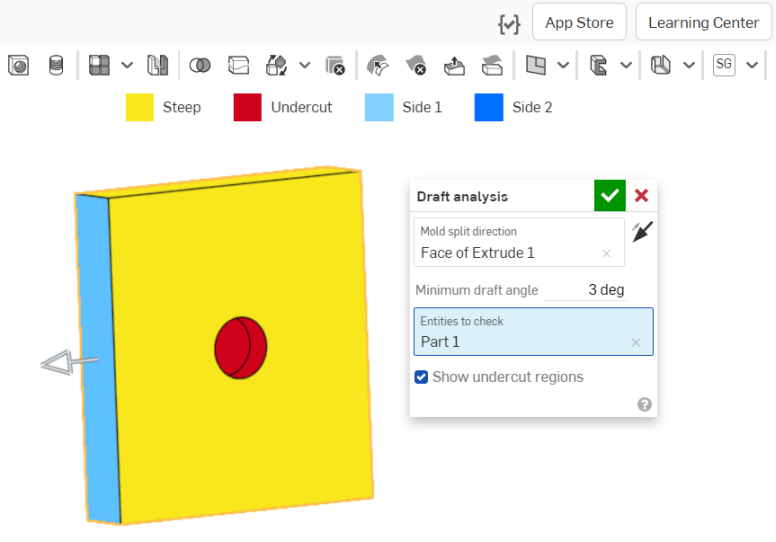 App Store
Learning Center
SG
Steep
Undercut
Side 1
Side 2
Draft analysis
Mold split direction
Face of Extrude 1
Minimum draft angle 3 deg
Entities to check
Part 1
Show undercut regions